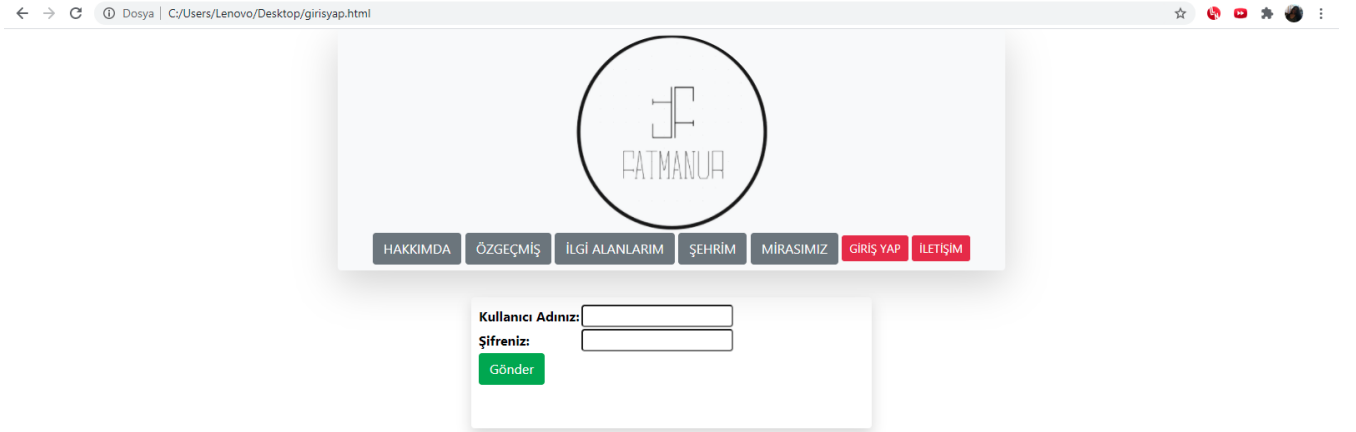 Dosya | C:/Users/Lenovo/Desktop/girisyap.html
FATMANUR
HAKKIMDA ÖZGEÇMİŞ İLGİ ALANLARIM ŞEHRİM MİRASIMIZ GİRİŞ YAP İLETİŞİM
Kullanıcı Adınız:
Şifreniz:
Gönder